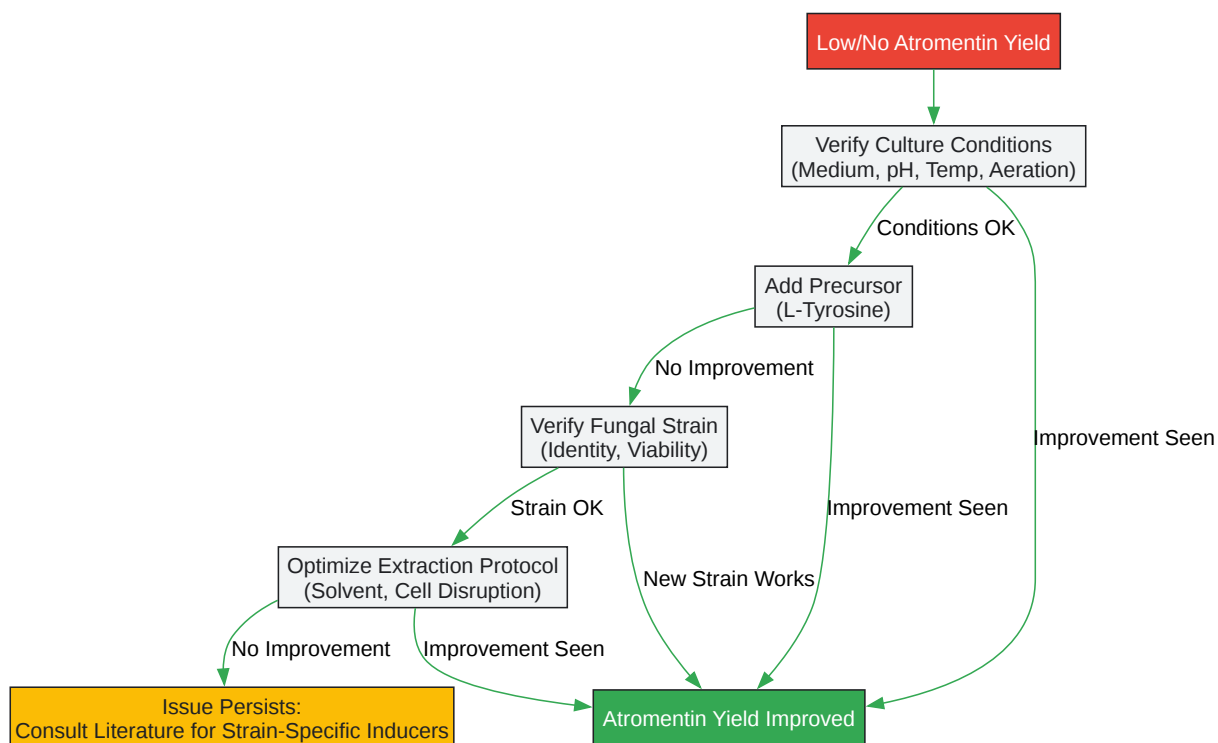 Low/No Atromentin Yield
Verify Culture Conditions
(Medium, pH, Temp, Aeration)
Conditions OK
Add Precursor
(L-Tyrosine)
No Improvement
Verify Fungal Strain
(Identity, Viability)
Improvement Seen
Strain OK
Improvement Seen
Optimize Extraction Protocol
(Solvent, Cell Disruption)
New Strain Works
No Improvement
Improvement Seen
Issue Persists:
Consult Literature for Strain-Specific Inducers
Atromentin Yield Improved